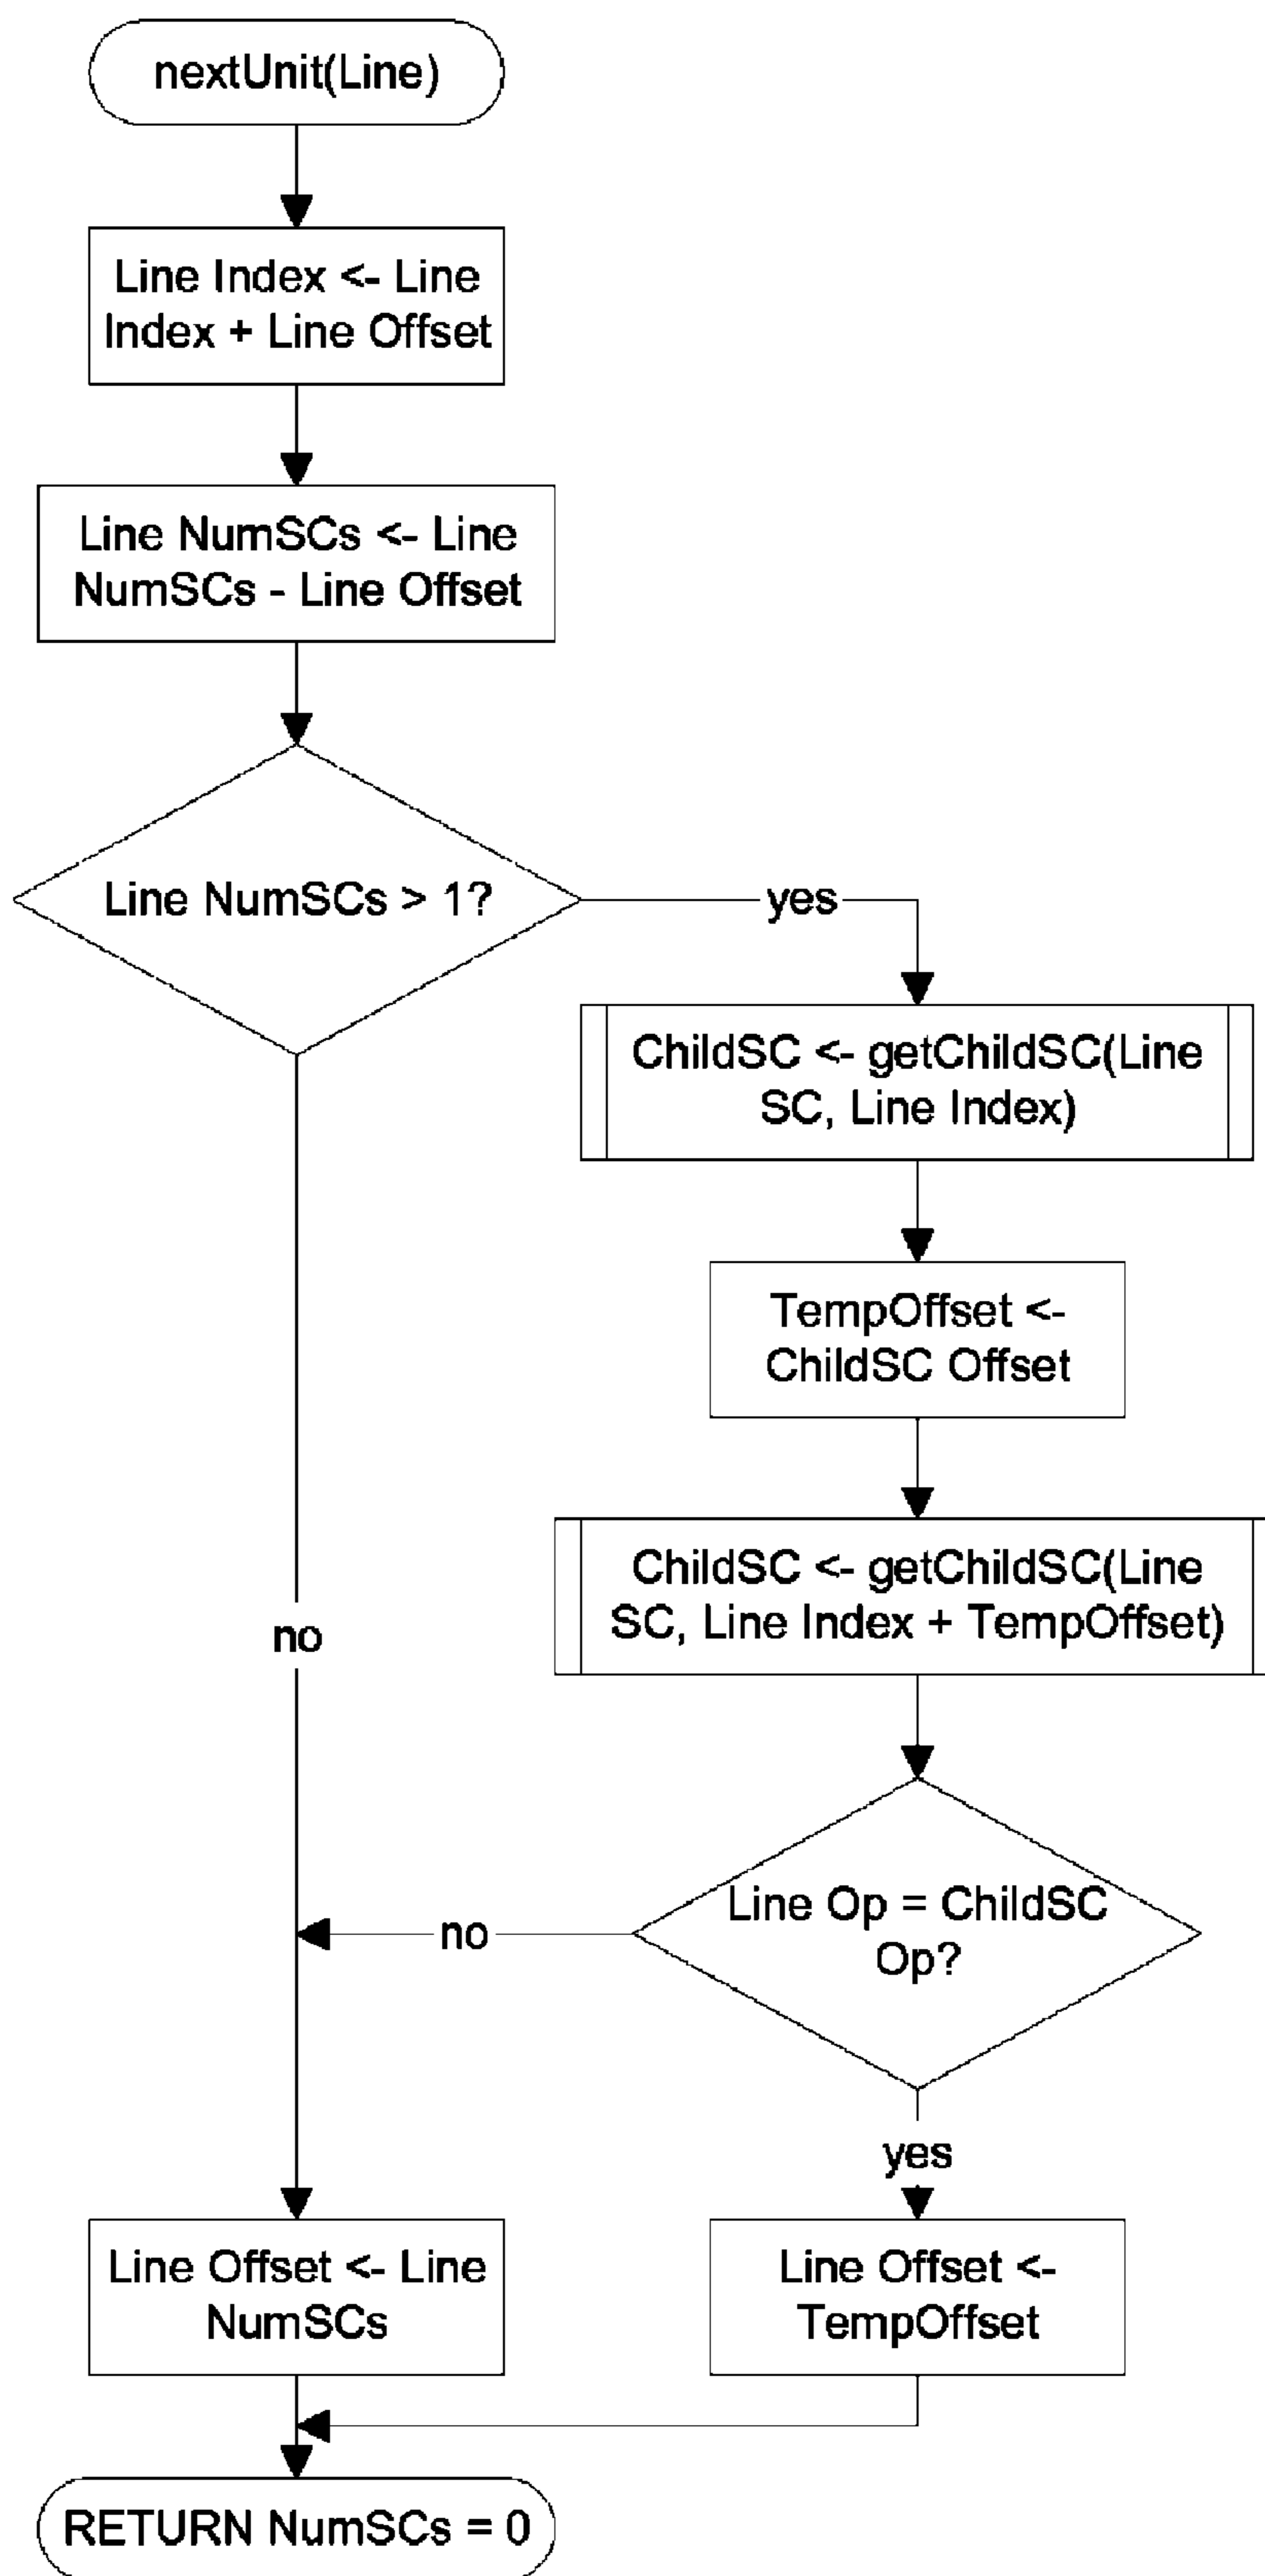 nextUnit(Line)
Line Index <- Line
Index + Line Offset
Line NumSCs <- Line
NumSCs - Line Offset
Line NumSCs > 1?
yes
ChildSC <- getChildSC(Line
SC, Line Index)
TempOffset <-
ChildSC Offset
ChildSC <- getChildSC(Line
SC, Line Index + TempOffset)
no
Line Op = ChildSC
Op?
no
yes
Line Offset <- Line
NumSCs
Line Offset <-
TempOffset
RETURN NumSCs = 0